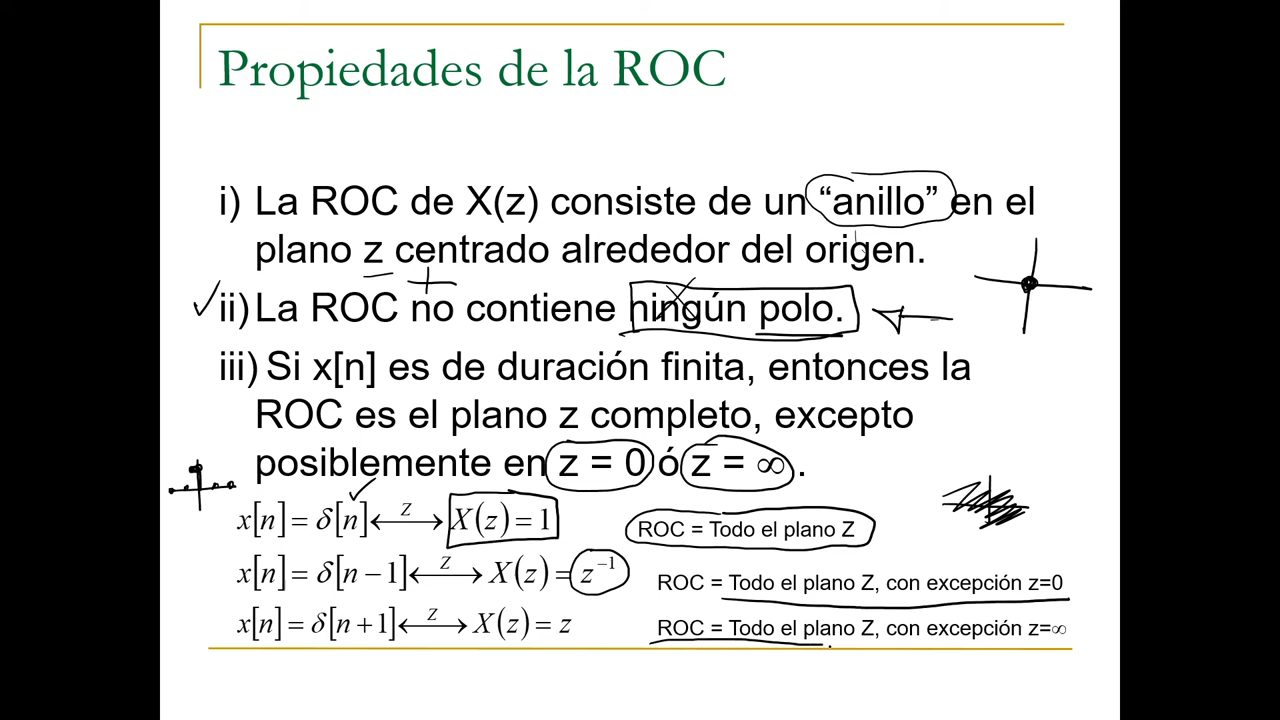 Propiedades de la ROC
i) La ROC de X(z) consiste de un “anillo” en el
plano z centrado alrededor del origen.
ii) La ROC no contiene ningún polo.
iii) Si x[n] es de duración finita, entonces la
ROC es el plano z completo, excepto
posiblemente en z = 0 ó z = ∞ .
x[n] = δ[n] ⟷ᶻ X(z) = 1 ROC = Todo el plano Z
x[n] = δ[n − 1] ⟷ᶻ X(z) = z⁻¹ ROC = Todo el plano Z, con excepción z=0
x[n] = δ[n + 1] ⟷ᶻ X(z) = z ROC = Todo el plano Z, con excepción z=∞